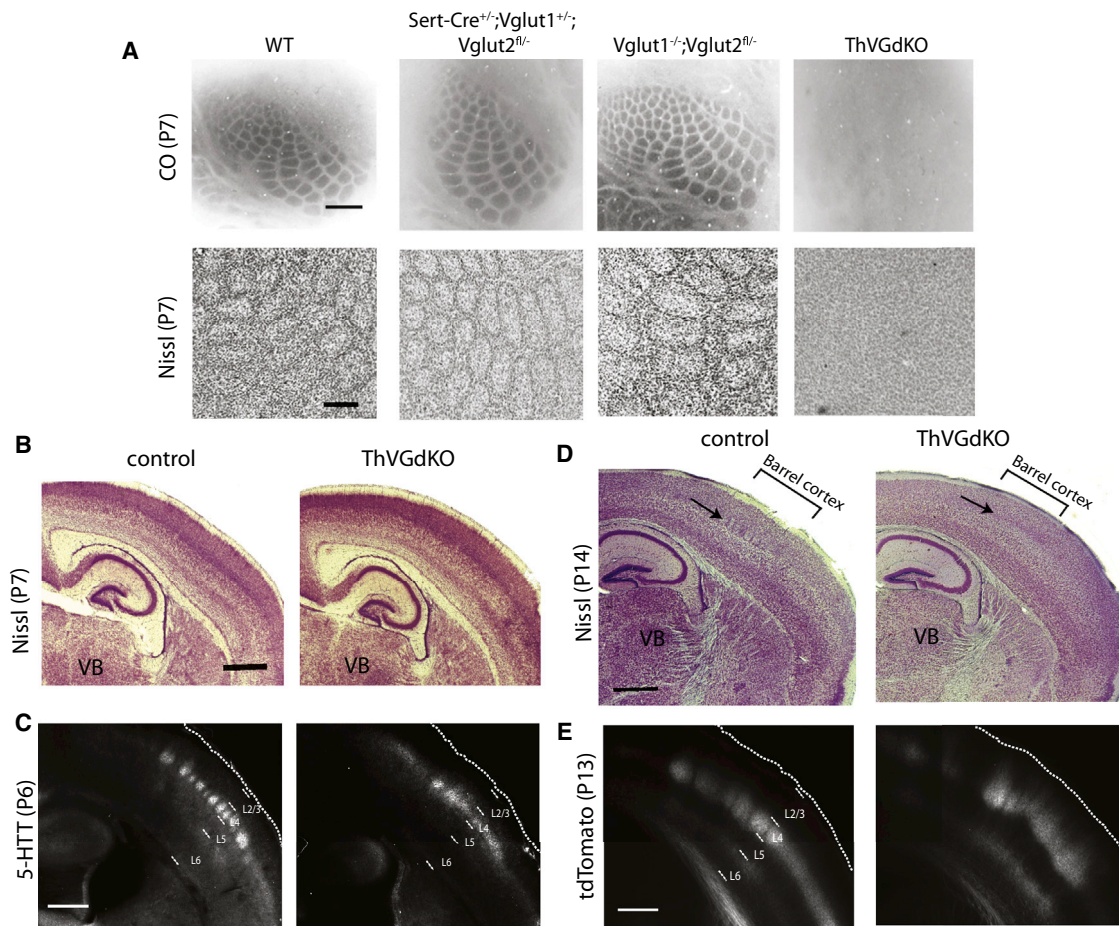 A
WT
Sert-Cre+/-;Vglut1+/-;
Vglut2fl/-
Vglut1-/-;Vglut2fl/-
ThVGdKO
CO (P7)
Nissl (P7)
B
control
ThVGdKO
Nissl (P7)
VB
VB
C
5-HTT (P6)
L2/3
L4
L5
L6
L2/3
L4
L5
L6
D
control
ThVGdKO
Barrel cortex
Barrel cortex
Nissl (P14)
VB
VB
E
tdTomato (P13)
L2/3
L4
L5
L6